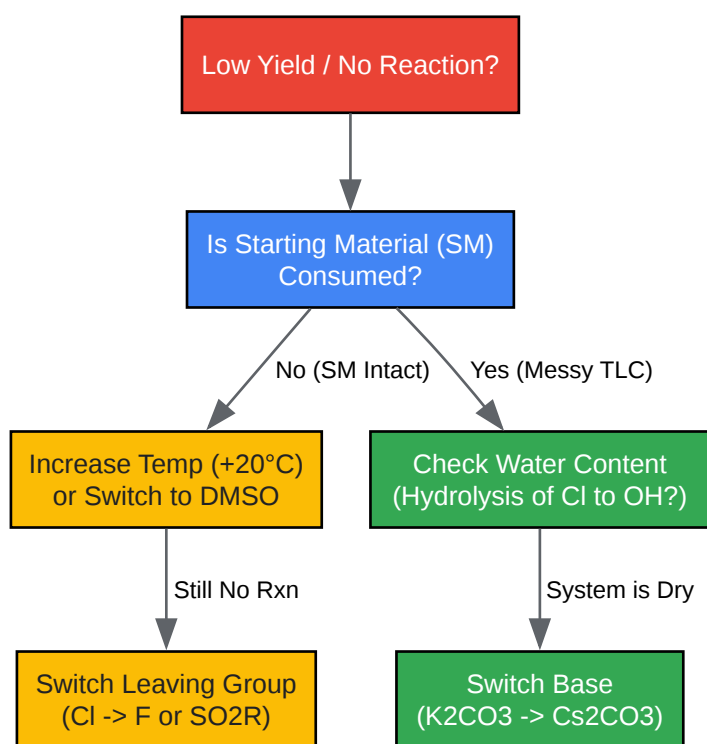 Low Yield / No Reaction?
Is Starting Material (SM)
Consumed?
No (SM Intact)
Yes (Messy TLC)
Increase Temp (+20°C)
or Switch to DMSO
Check Water Content
(Hydrolysis of Cl to OH?)
Still No Rxn
System is Dry
Switch Leaving Group
(Cl -> F or SO2R)
Switch Base
(K2CO3 -> Cs2CO3)